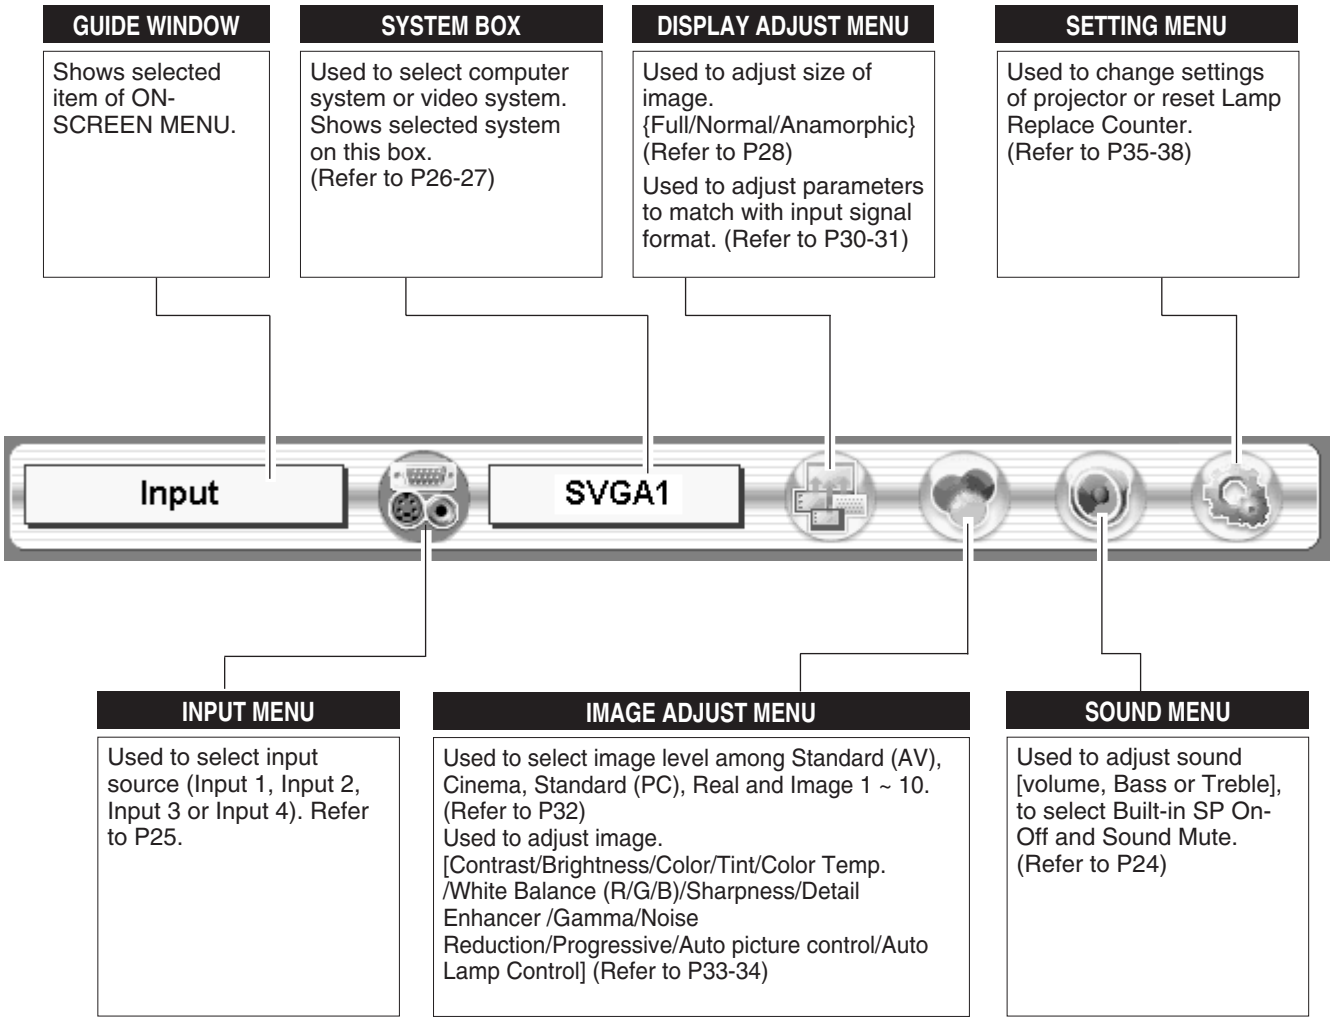 GUIDE WINDOW
Shows selected
item of ON-
SCREEN MENU.
SYSTEM BOX
Used to select computer
system or video system.
Shows selected system
on this box.
(Refer to P26-27)
DISPLAY ADJUST MENU
Used to adjust size of
image.
{Full/Normal/Anamorphic}
(Refer to P28)
Used to adjust parameters
to match with input signal
format. (Refer to P30-31)
SETTING MENU
Used to change settings
of projector or reset Lamp
Replace Counter.
(Refer to P35-38)
Input
SVGA1
INPUT MENU
Used to select input
source (Input 1, Input 2,
Input 3 or Input 4). Refer
to P25.
IMAGE ADJUST MENU
Used to select image level among Standard (AV),
Cinema, Standard (PC), Real and Image 1 ~ 10.
(Refer to P32)
Used to adjust image.
[Contrast/Brightness/Color/Tint/Color Temp.
/White Balance (R/G/B)/Sharpness/Detail
Enhancer /Gamma/Noise
Reduction/Progressive/Auto picture control/Auto
Lamp Control] (Refer to P33-34)
SOUND MENU
Used to adjust sound
[volume, Bass or Treble],
to select Built-in SP On-
Off and Sound Mute.
(Refer to P24)